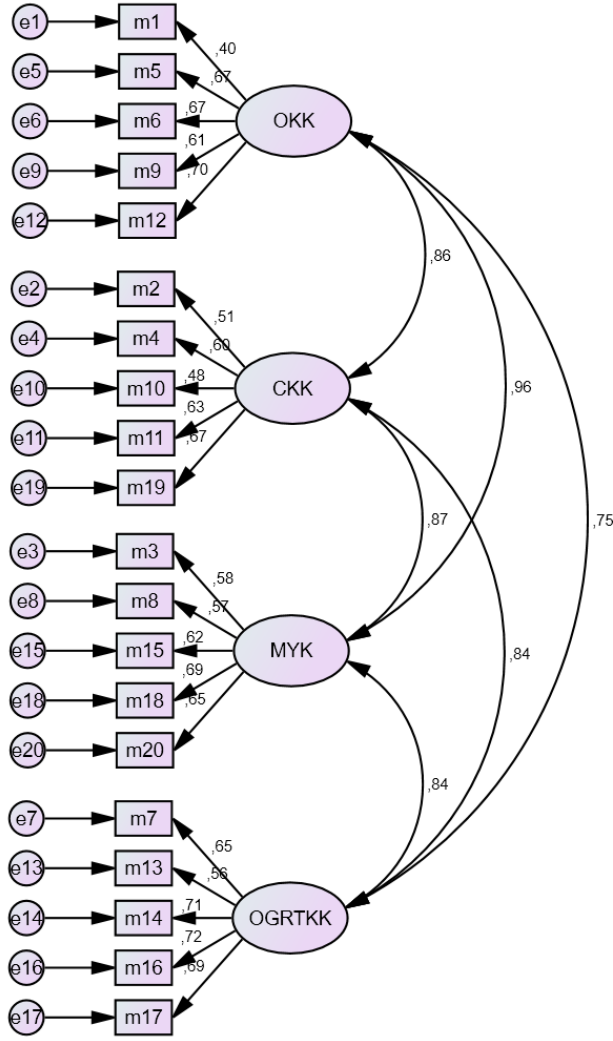 e1 m1
,40
e5 m5
,67
e6 m6
,67
OKK
e9 m9
,61
,70
e12 m12
,86
e2 m2
,51
e4 m4
,60
e10 m10
,48
CKK
,96
e11 m11
,63
,67
e19 m19
,87
,75
e3 m3
,58
e8 m8
,57
e15 m15
,62
MYK
,84
e18 m18
,69
,65
e20 m20
,84
e7 m7
,65
e13 m13
,56
e14 m14
,71
OGRTKK
e16 m16
,72
,69
e17 m17